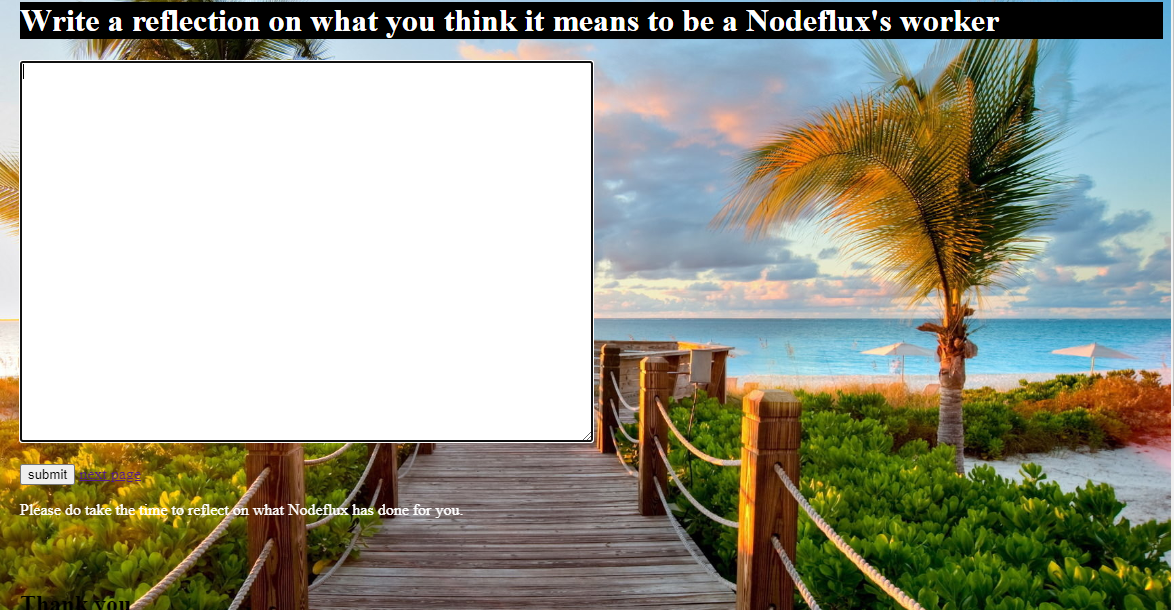 Write a reflection on what you think it means to be a Nodeflux's worker
submit next page
Please do take the time to reflect on what Nodeflux has done for you.
Thank you